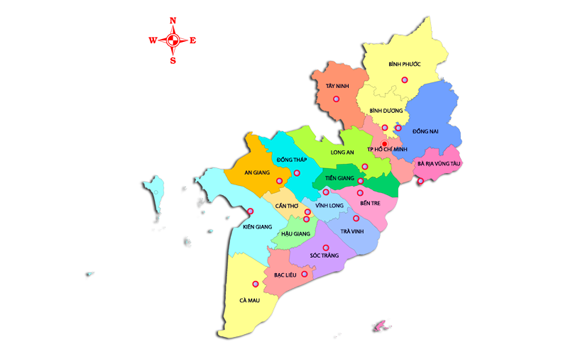 N
W E
S
BÌNH PHƯỚC
TÂY NINH
BÌNH DƯƠNG
ĐỒNG NAI
LONG AN
TP HỒ CHÍ MINH
ĐỒNG THÁP
BÀ RỊA VŨNG TÀU
AN GIANG
TIỀN GIANG
CẦN THƠ
VĨNH LONG
BẾN TRE
KIÊN GIANG
HẬU GIANG
TRÀ VINH
SÓC TRĂNG
BẠC LIÊU
CÀ MAU